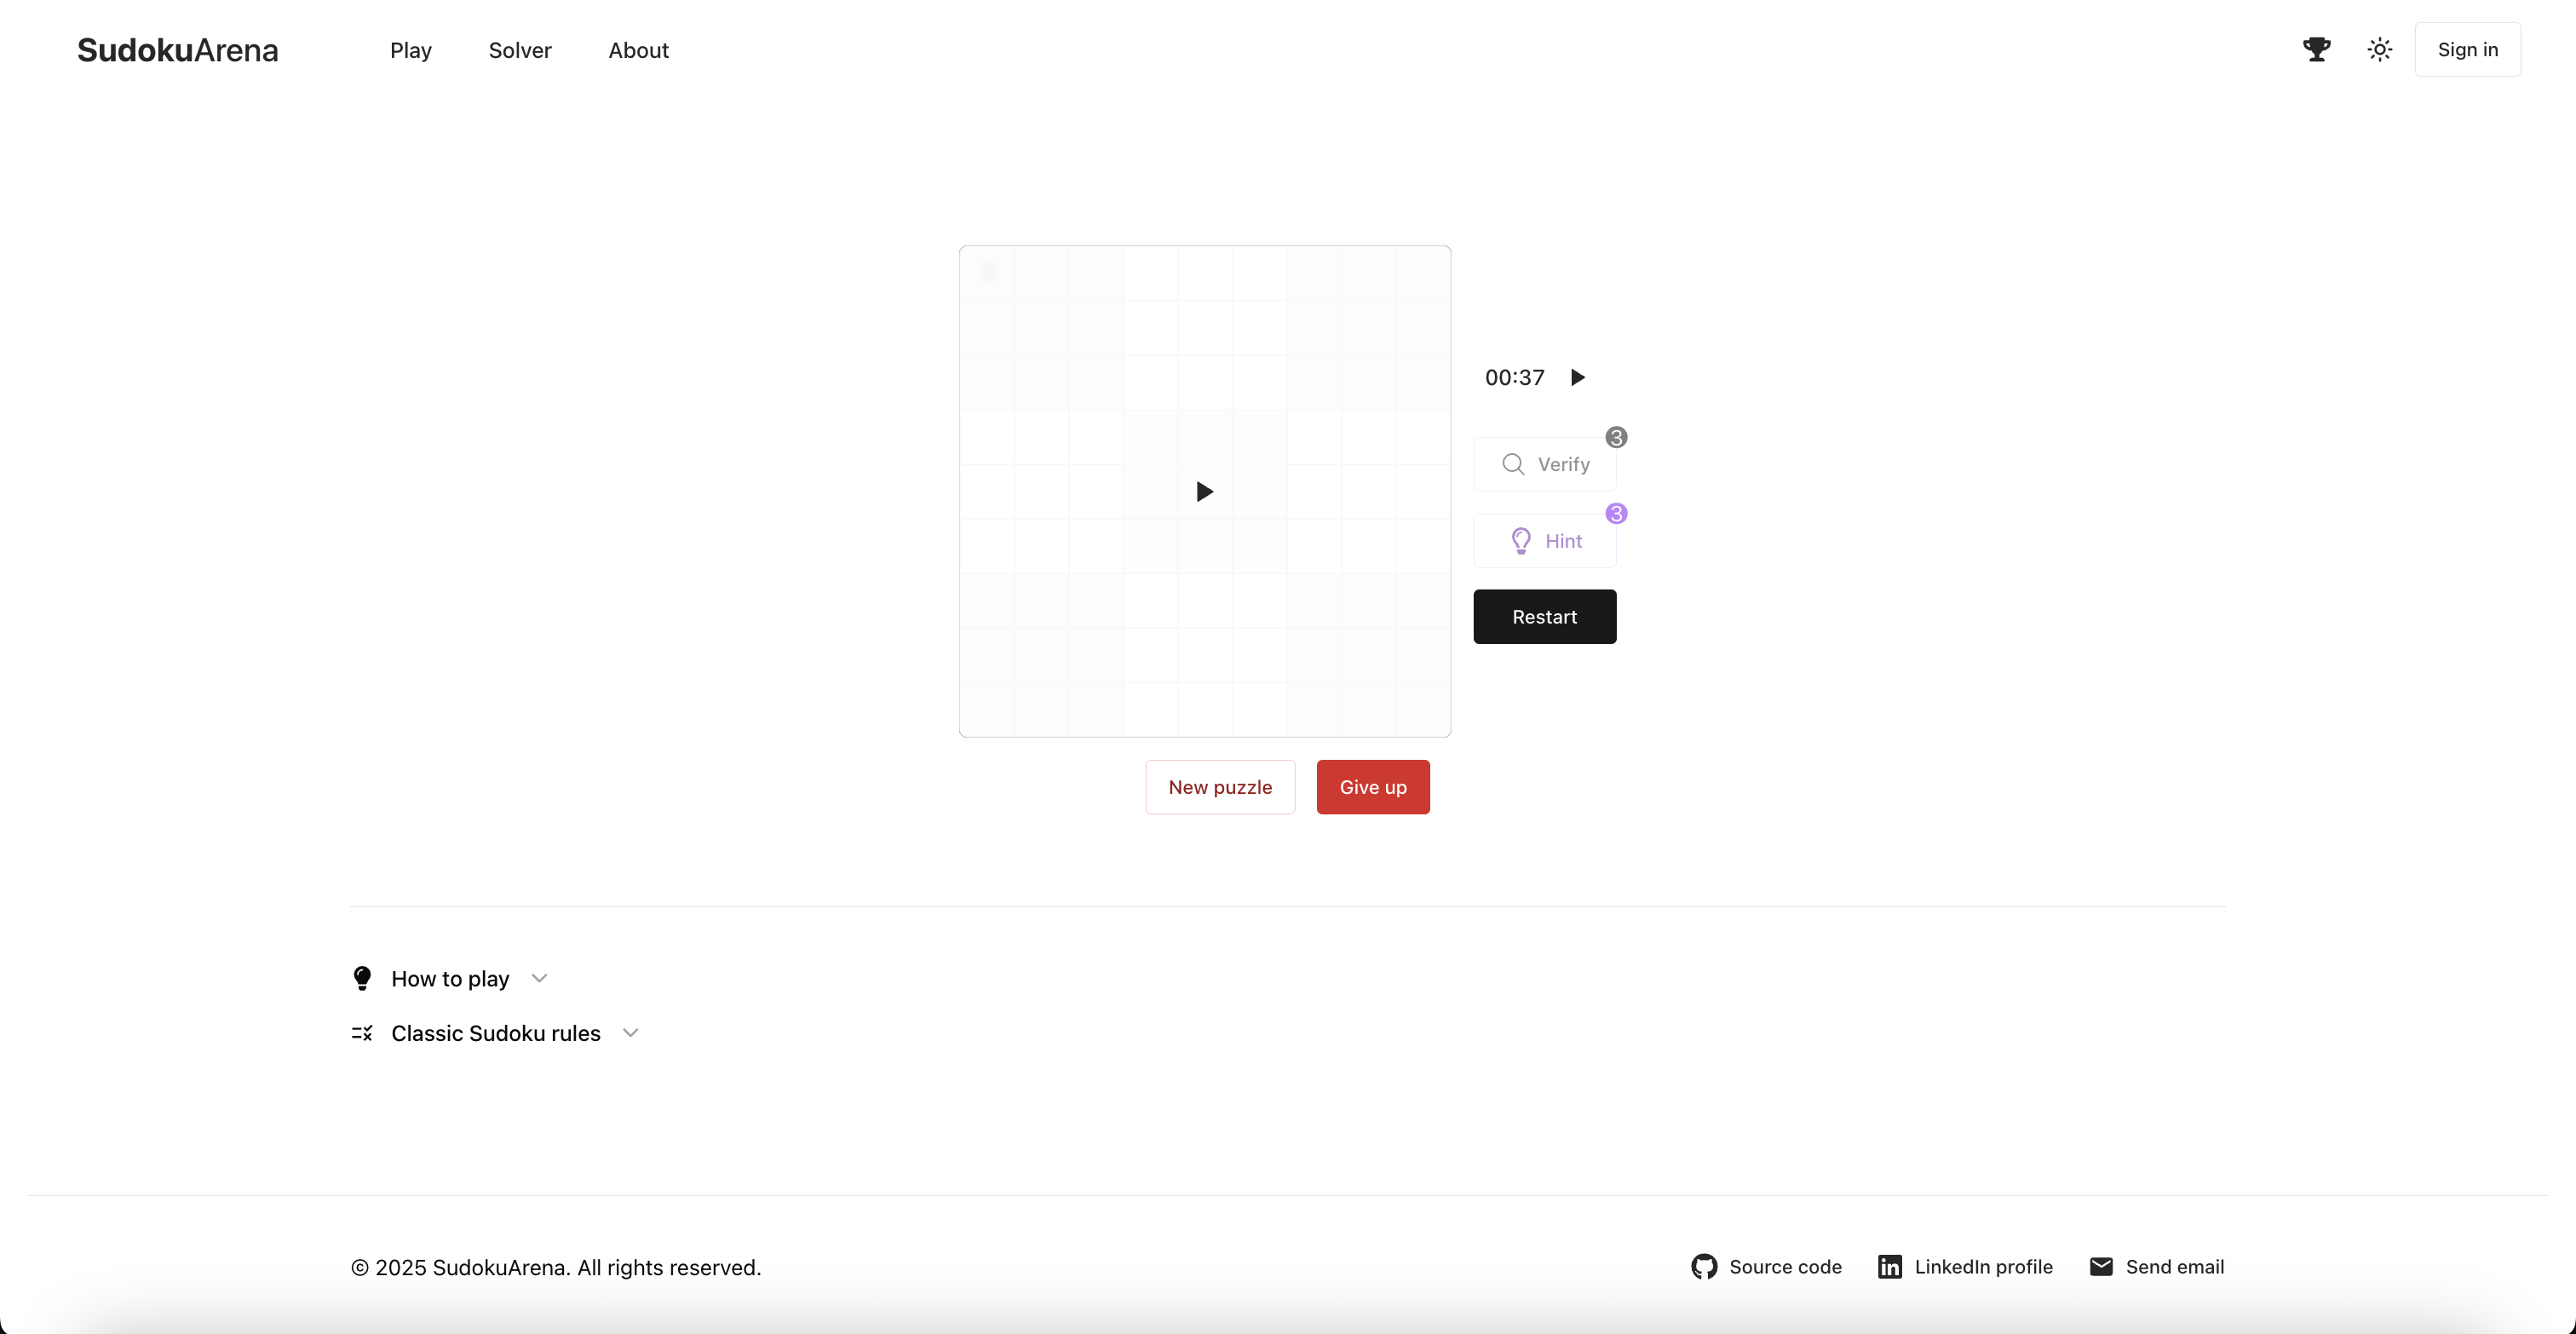 SudokuArena Play Solver About Sign in
00:37
3
Verify
3
Hint
Restart
New puzzle Give up
How to play
Classic Sudoku rules
© 2025 SudokuArena. All rights reserved. Source code LinkedIn profile Send email